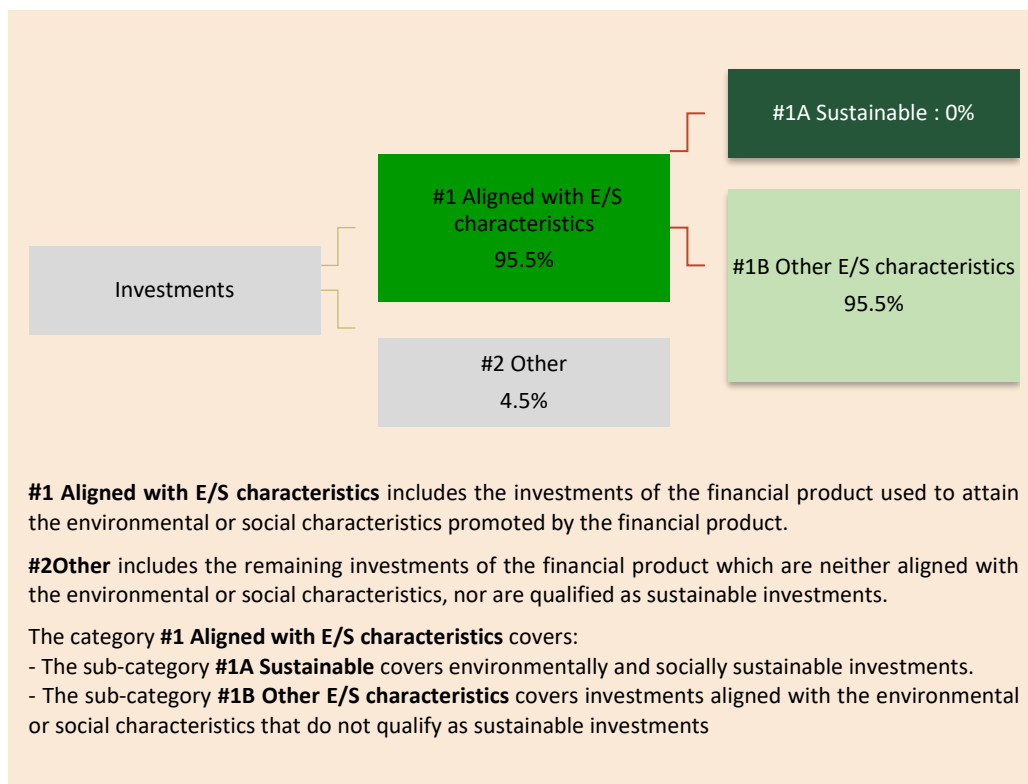 #1A Sustainable : 0%
#1 Aligned with E/S
characteristics
95.5%
#1B Other E/S characteristics
95.5%
Investments
#2 Other
4.5%
#1 Aligned with E/S characteristics includes the investments of the financial product used to attain
the environmental or social characteristics promoted by the financial product.
#2Other includes the remaining investments of the financial product which are neither aligned with
the environmental or social characteristics, nor are qualified as sustainable investments.
The category #1 Aligned with E/S characteristics covers:
- The sub-category #1A Sustainable covers environmentally and socially sustainable investments.
- The sub-category #1B Other E/S characteristics covers investments aligned with the environmental
or social characteristics that do not qualify as sustainable investments